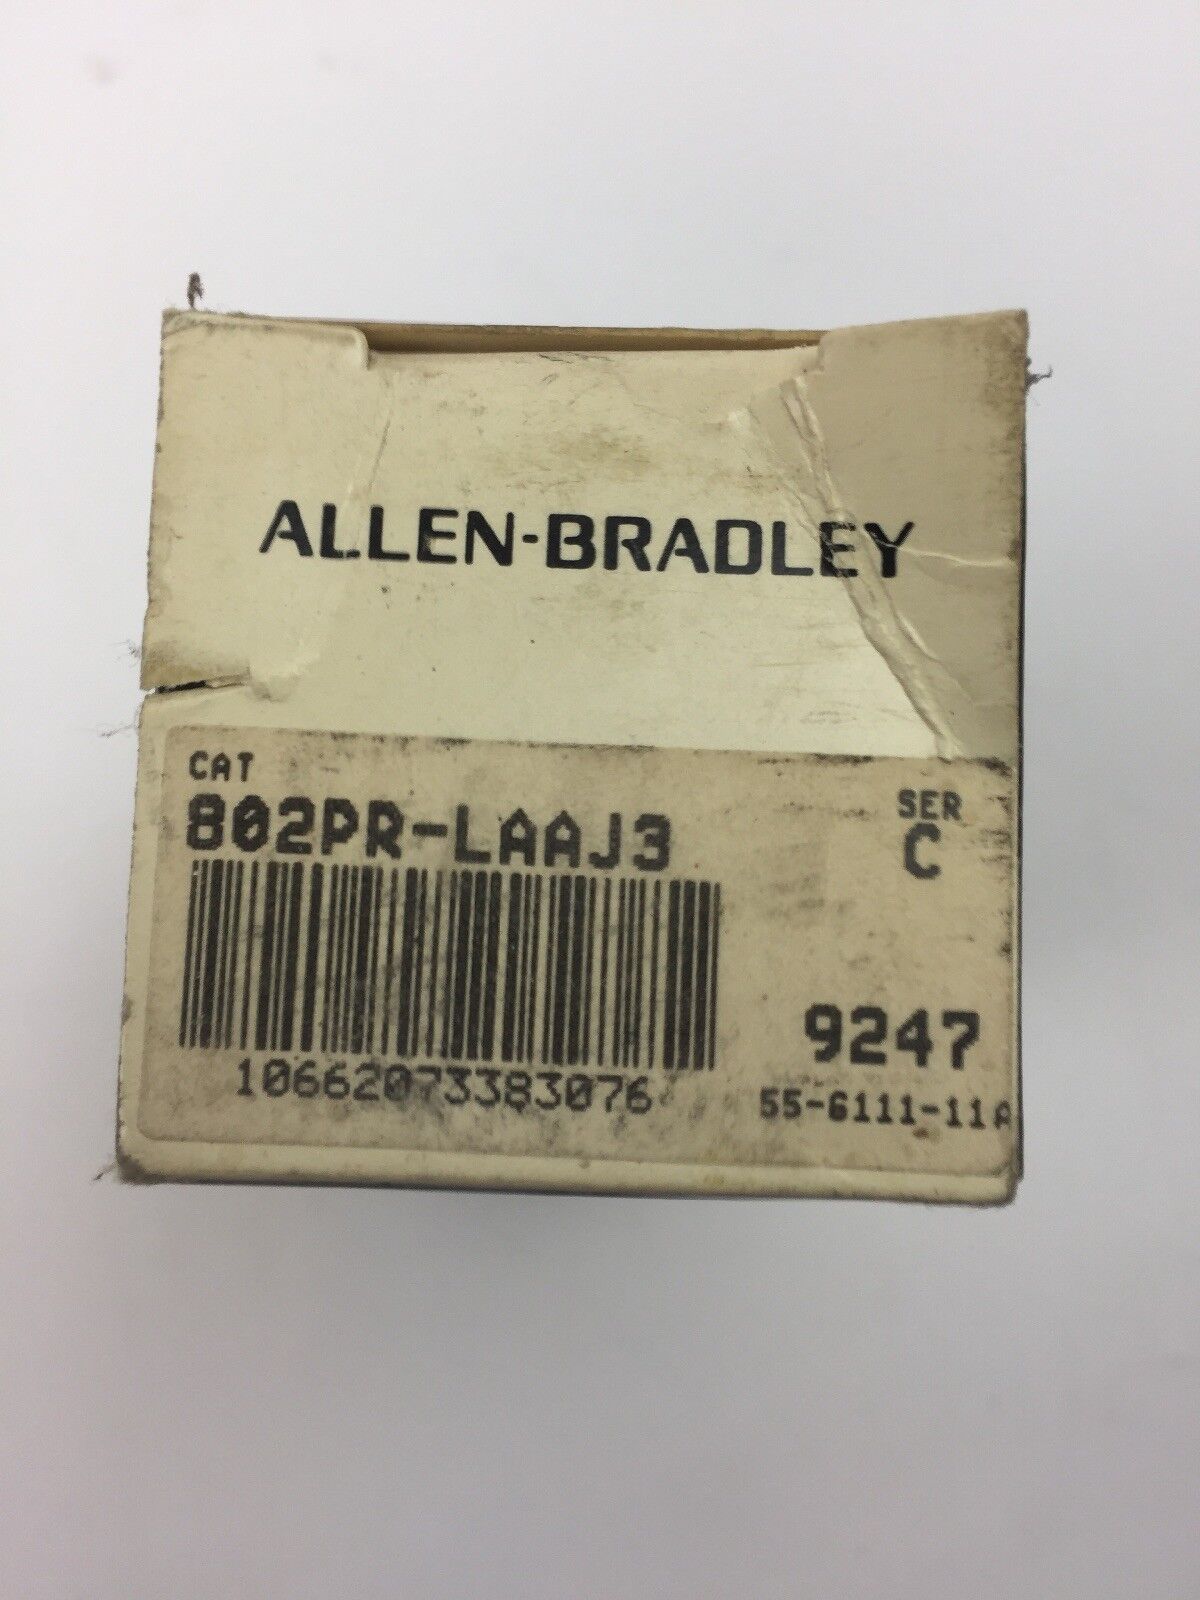 ALLEN-BRADLEY
CAT
802PR-LAAJ3
SER
C
10662073383076
9247
55-6111-11A